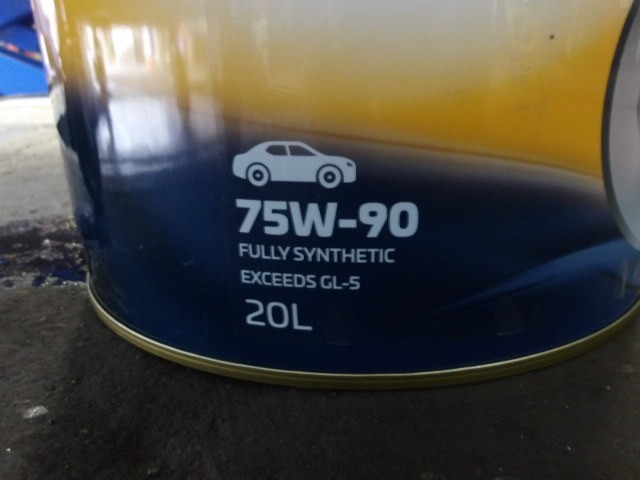 75W-90
FULLY SYNTHETIC
EXCEEDS GL-5
20L